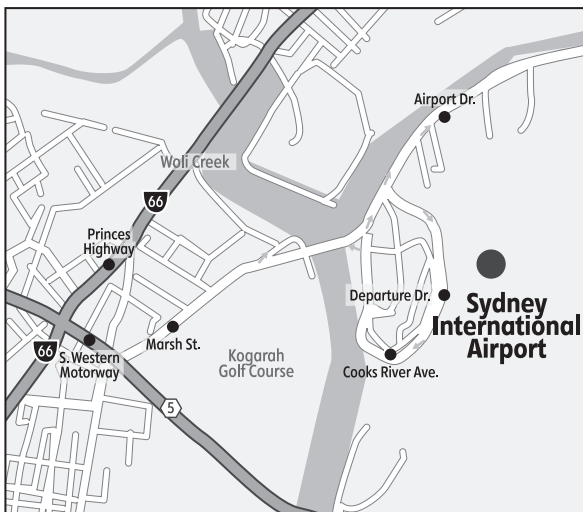 Airport Dr.
Woli Creek
66
Princes
Highway
Departure Dr.
Sydney
International
Airport
Marsh St.
66
S. Western
Motorway
Kogarah
Golf Course
Cooks River Ave.
5